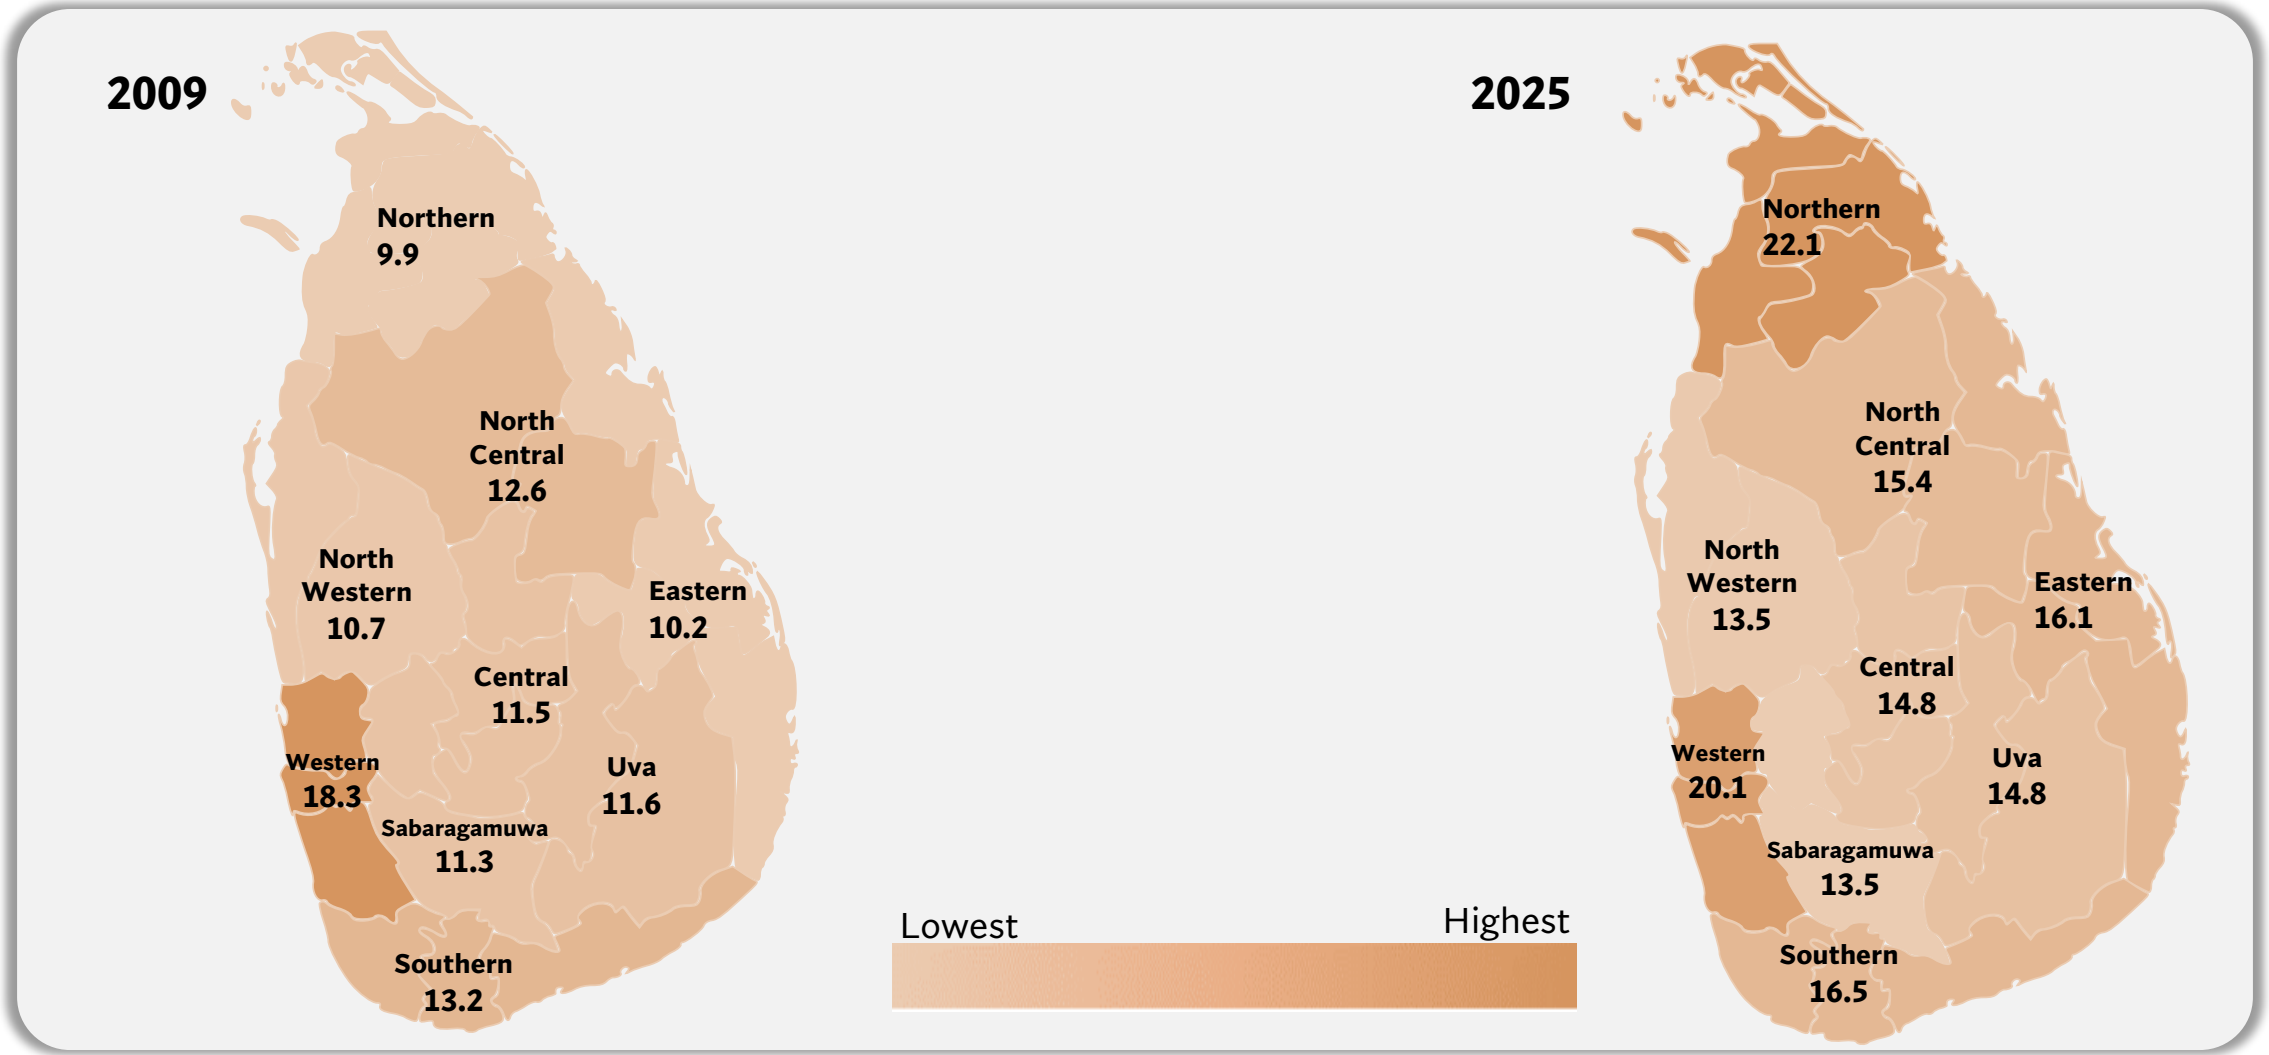 2009
Northern
9.9
North
Central
12.6
North
Western
10.7
Eastern
10.2
Central
11.5
Western
18.3
Uva
11.6
Sabaragamuwa
11.3
Southern
13.2
Lowest
Highest
2025
Northern
22.1
North
Central
15.4
North
Western
13.5
Eastern
16.1
Central
14.8
Western
20.1
Uva
14.8
Sabaragamuwa
13.5
Southern
16.5